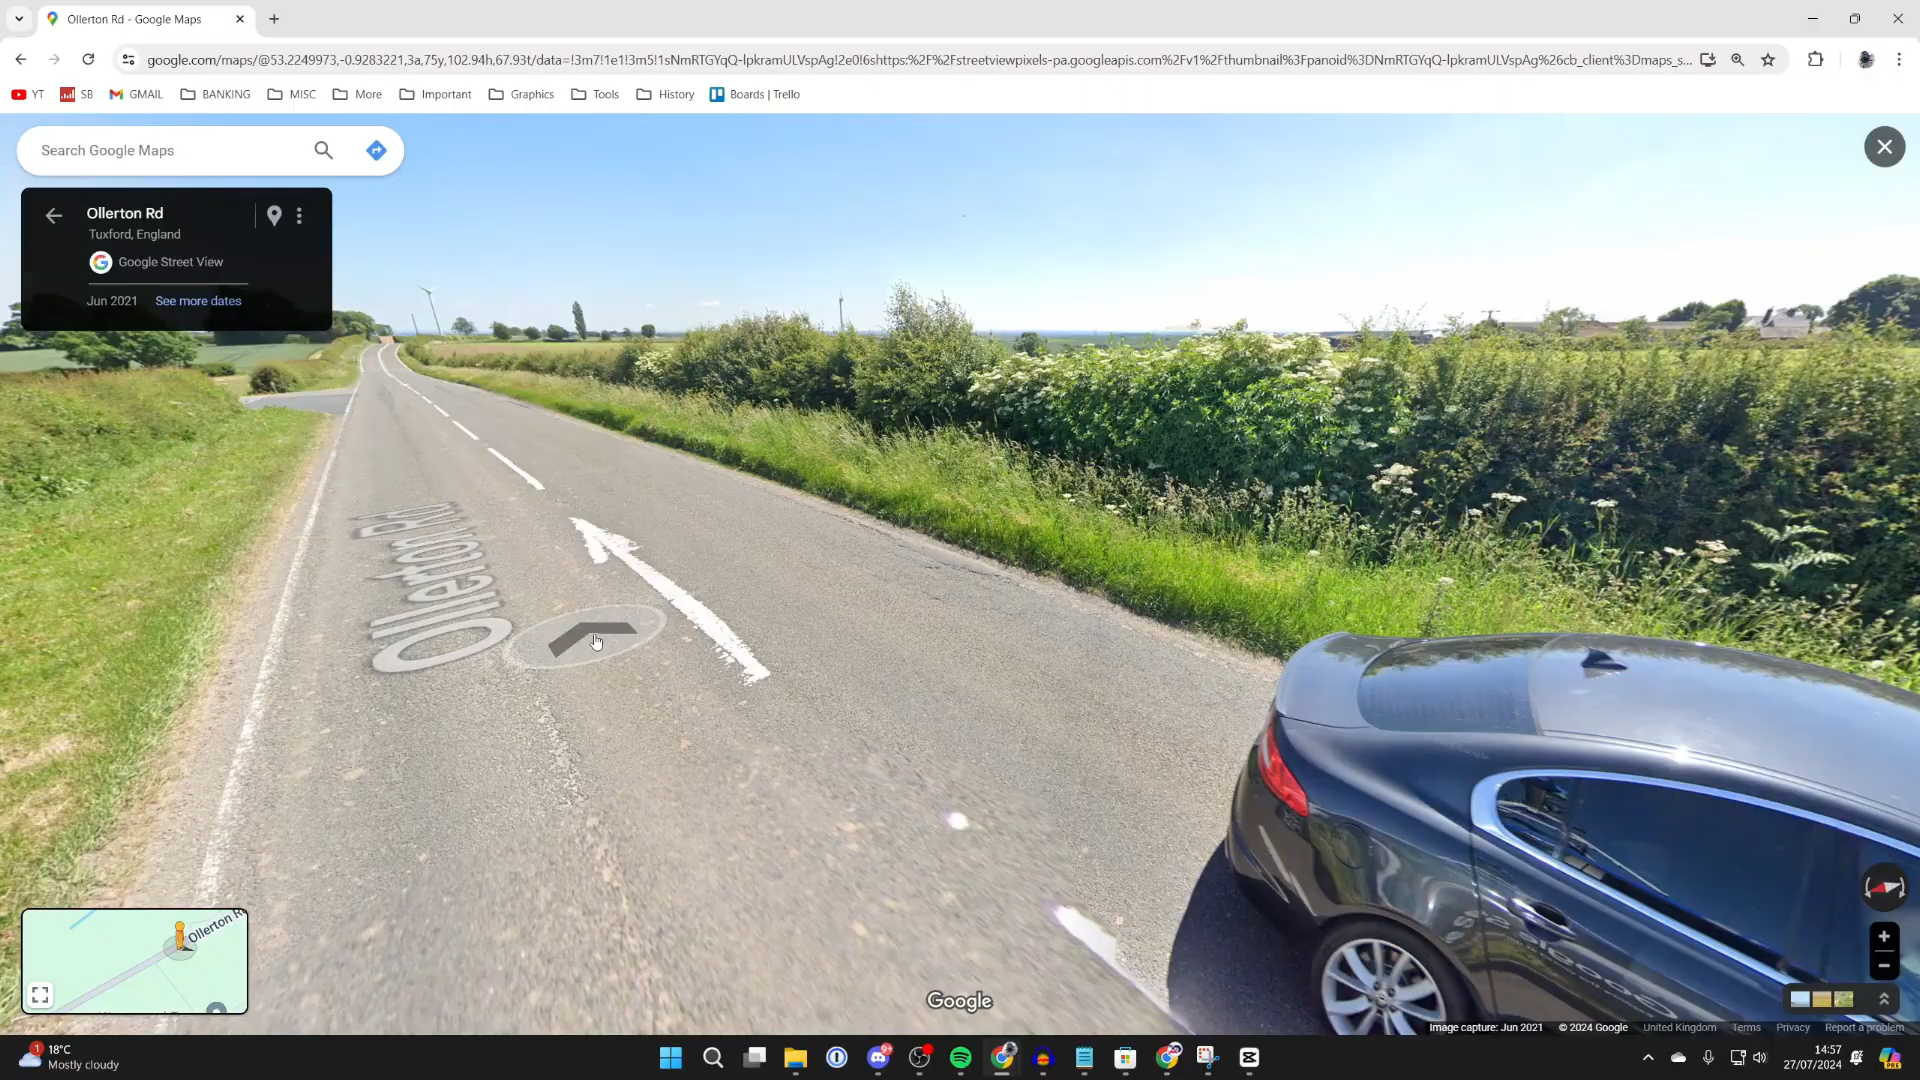 Ollerton Rd - Google Maps
google.com/maps/@53.2249973,-0.9283221,3a,75y,102.94h,67.93t/data=!3m7!1e1!3m5!1sNmRTGYqQ-lpkramULVspAg!2e0!6shttps:%2F%2Fstreetviewpixels-pa.googleapis.com%2Fv1%2Fthumbnail%3Fpanoid%3DNmRTGYqQ-lpkramULVspAg%26cb_client%3Dmaps_s...
YT SB GMAIL BANKING MISC More Important Graphics Tools History Boards | Trello
Search Google Maps
Ollerton Rd
Tuxford, England
Google Street View
Jun 2021 See more dates
Ollerton Rd
Ollerton R
Google
Image capture: Jun 2021 © 2024 Google United Kingdom Terms Privacy Report a problem
1 18°C
Mostly cloudy
9+
14:57
27/07/2024
PRE